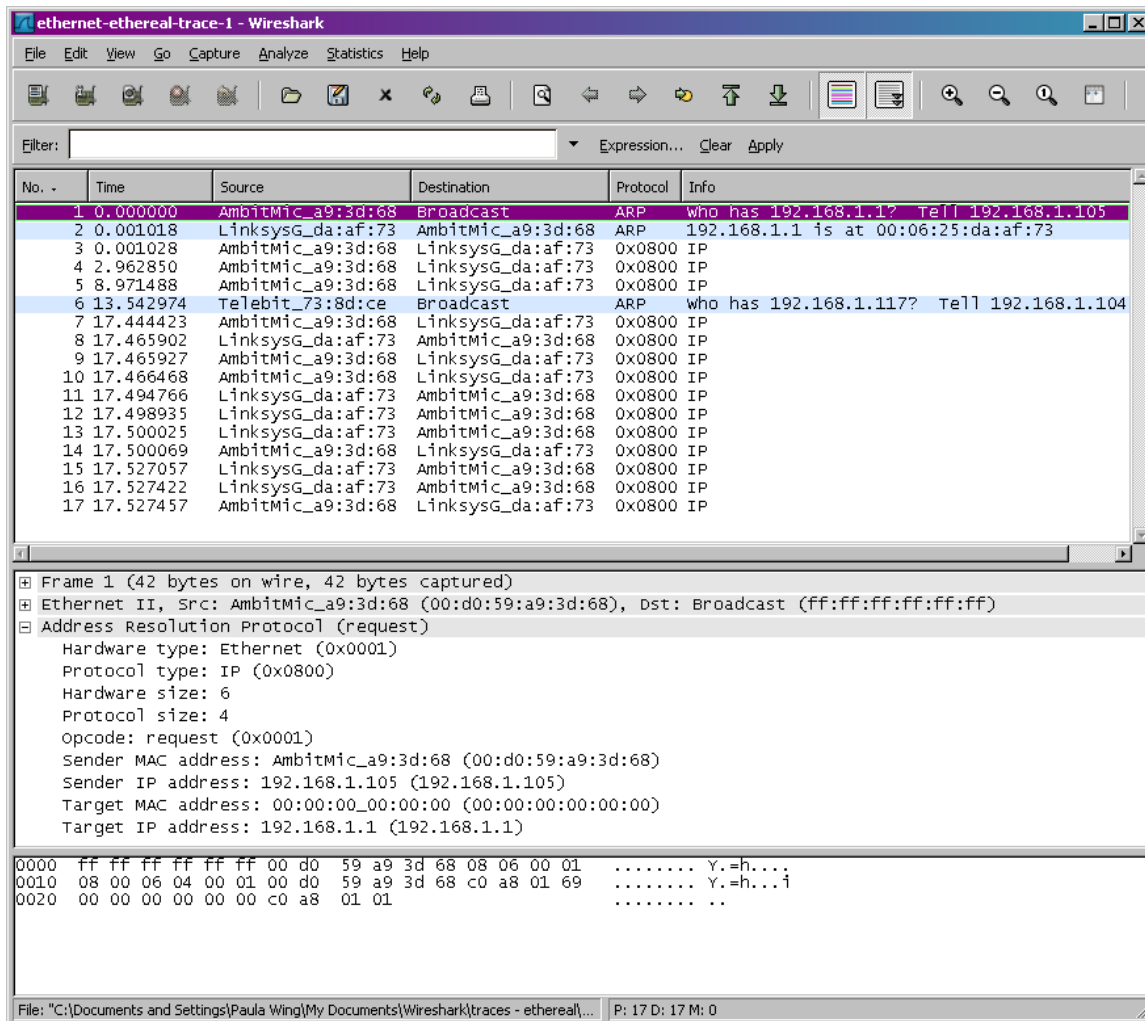 ethernet-ethereal-trace-1 - Wireshark
File Edit View Go Capture Analyze Statistics Help
Filter: Expression... Clear Apply
No. Time Source Destination Protocol Info
1 0.000000 AmbitMic_a9:3d:68 Broadcast ARP Who has 192.168.1.1? Tell 192.168.1.105
2 0.001018 LinksysG_da:af:73 AmbitMic_a9:3d:68 ARP 192.168.1.1 is at 00:06:25:da:af:73
3 0.001028 AmbitMic_a9:3d:68 LinksysG_da:af:73 0x0800 IP
4 2.962850 AmbitMic_a9:3d:68 LinksysG_da:af:73 0x0800 IP
5 8.971488 AmbitMic_a9:3d:68 LinksysG_da:af:73 0x0800 IP
6 13.542974 Telebit_73:8d:ce Broadcast ARP Who has 192.168.1.117? Tell 192.168.1.104
7 17.444423 AmbitMic_a9:3d:68 LinksysG_da:af:73 0x0800 IP
8 17.465902 LinksysG_da:af:73 AmbitMic_a9:3d:68 0x0800 IP
9 17.465927 AmbitMic_a9:3d:68 LinksysG_da:af:73 0x0800 IP
10 17.466468 AmbitMic_a9:3d:68 LinksysG_da:af:73 0x0800 IP
11 17.494766 LinksysG_da:af:73 AmbitMic_a9:3d:68 0x0800 IP
12 17.498935 LinksysG_da:af:73 AmbitMic_a9:3d:68 0x0800 IP
13 17.500025 LinksysG_da:af:73 AmbitMic_a9:3d:68 0x0800 IP
14 17.500069 AmbitMic_a9:3d:68 LinksysG_da:af:73 0x0800 IP
15 17.527057 LinksysG_da:af:73 AmbitMic_a9:3d:68 0x0800 IP
16 17.527422 LinksysG_da:af:73 AmbitMic_a9:3d:68 0x0800 IP
17 17.527457 AmbitMic_a9:3d:68 LinksysG_da:af:73 0x0800 IP
Frame 1 (42 bytes on wire, 42 bytes captured)
Ethernet II, Src: AmbitMic_a9:3d:68 (00:d0:59:a9:3d:68), Dst: Broadcast (ff:ff:ff:ff:ff:ff)
Address Resolution Protocol (request)
Hardware type: Ethernet (0x0001)
Protocol type: IP (0x0800)
Hardware size: 6
Protocol size: 4
Opcode: request (0x0001)
Sender MAC address: AmbitMic_a9:3d:68 (00:d0:59:a9:3d:68)
Sender IP address: 192.168.1.105 (192.168.1.105)
Target MAC address: 00:00:00_00:00:00 (00:00:00:00:00:00)
Target IP address: 192.168.1.1 (192.168.1.1)
0000 ff ff ff ff ff ff 00 d0 59 a9 3d 68 08 06 00 01 ........ Y.=h....
0010 08 00 06 04 00 01 00 d0 59 a9 3d 68 c0 a8 01 69 ........ Y.=h...i
0020 00 00 00 00 00 00 c0 a8 01 01 ........ ..
File: "C:\Documents and Settings\Paula Wing\My Documents\Wireshark\traces - ethereal\... P: 17 D: 17 M: 0